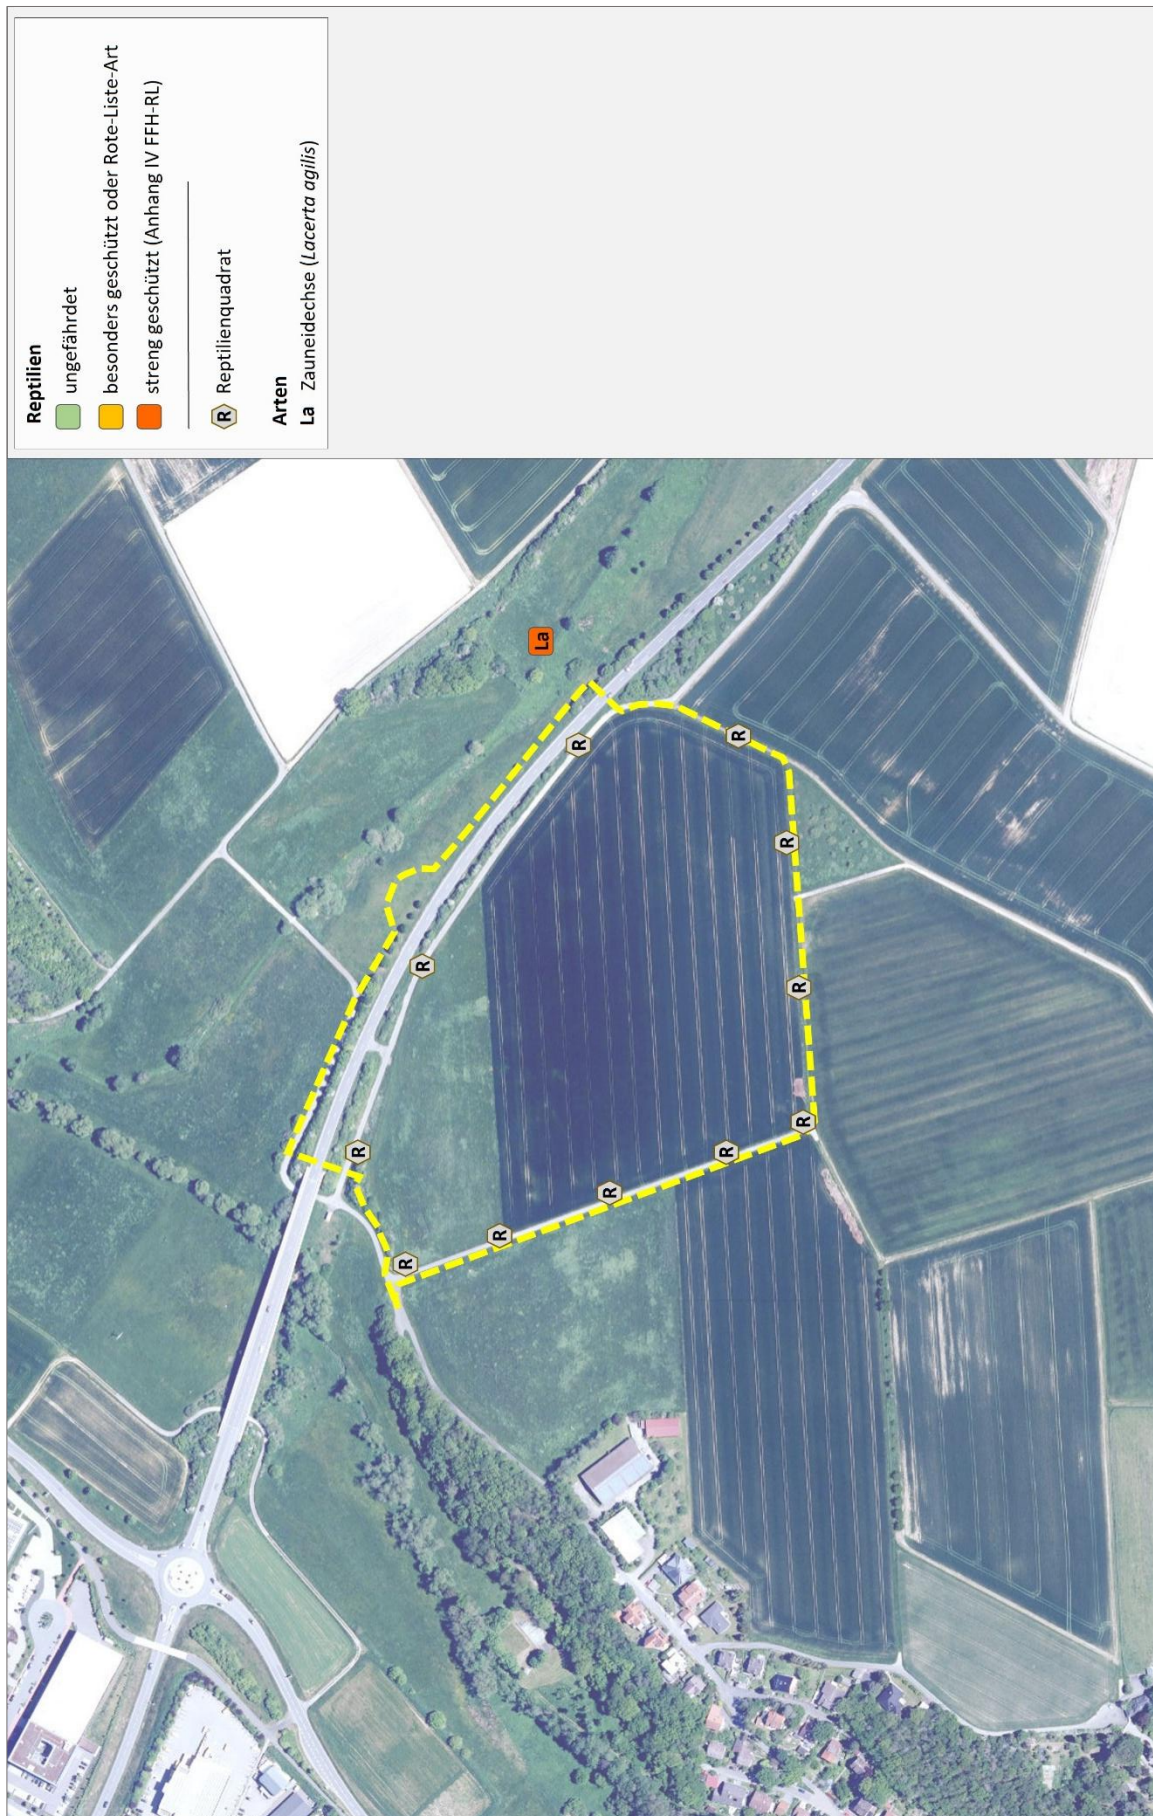 Reptilien
ungefährdet
besonders geschützt oder Rote-Liste-Art
streng geschützt (Anhang IV FFH-RL)
R Reptilienquadrat
Arten
La Zauneidechse (Lacerta agilis)
La
R
R
R
R
R
R
R
R
R
R
R